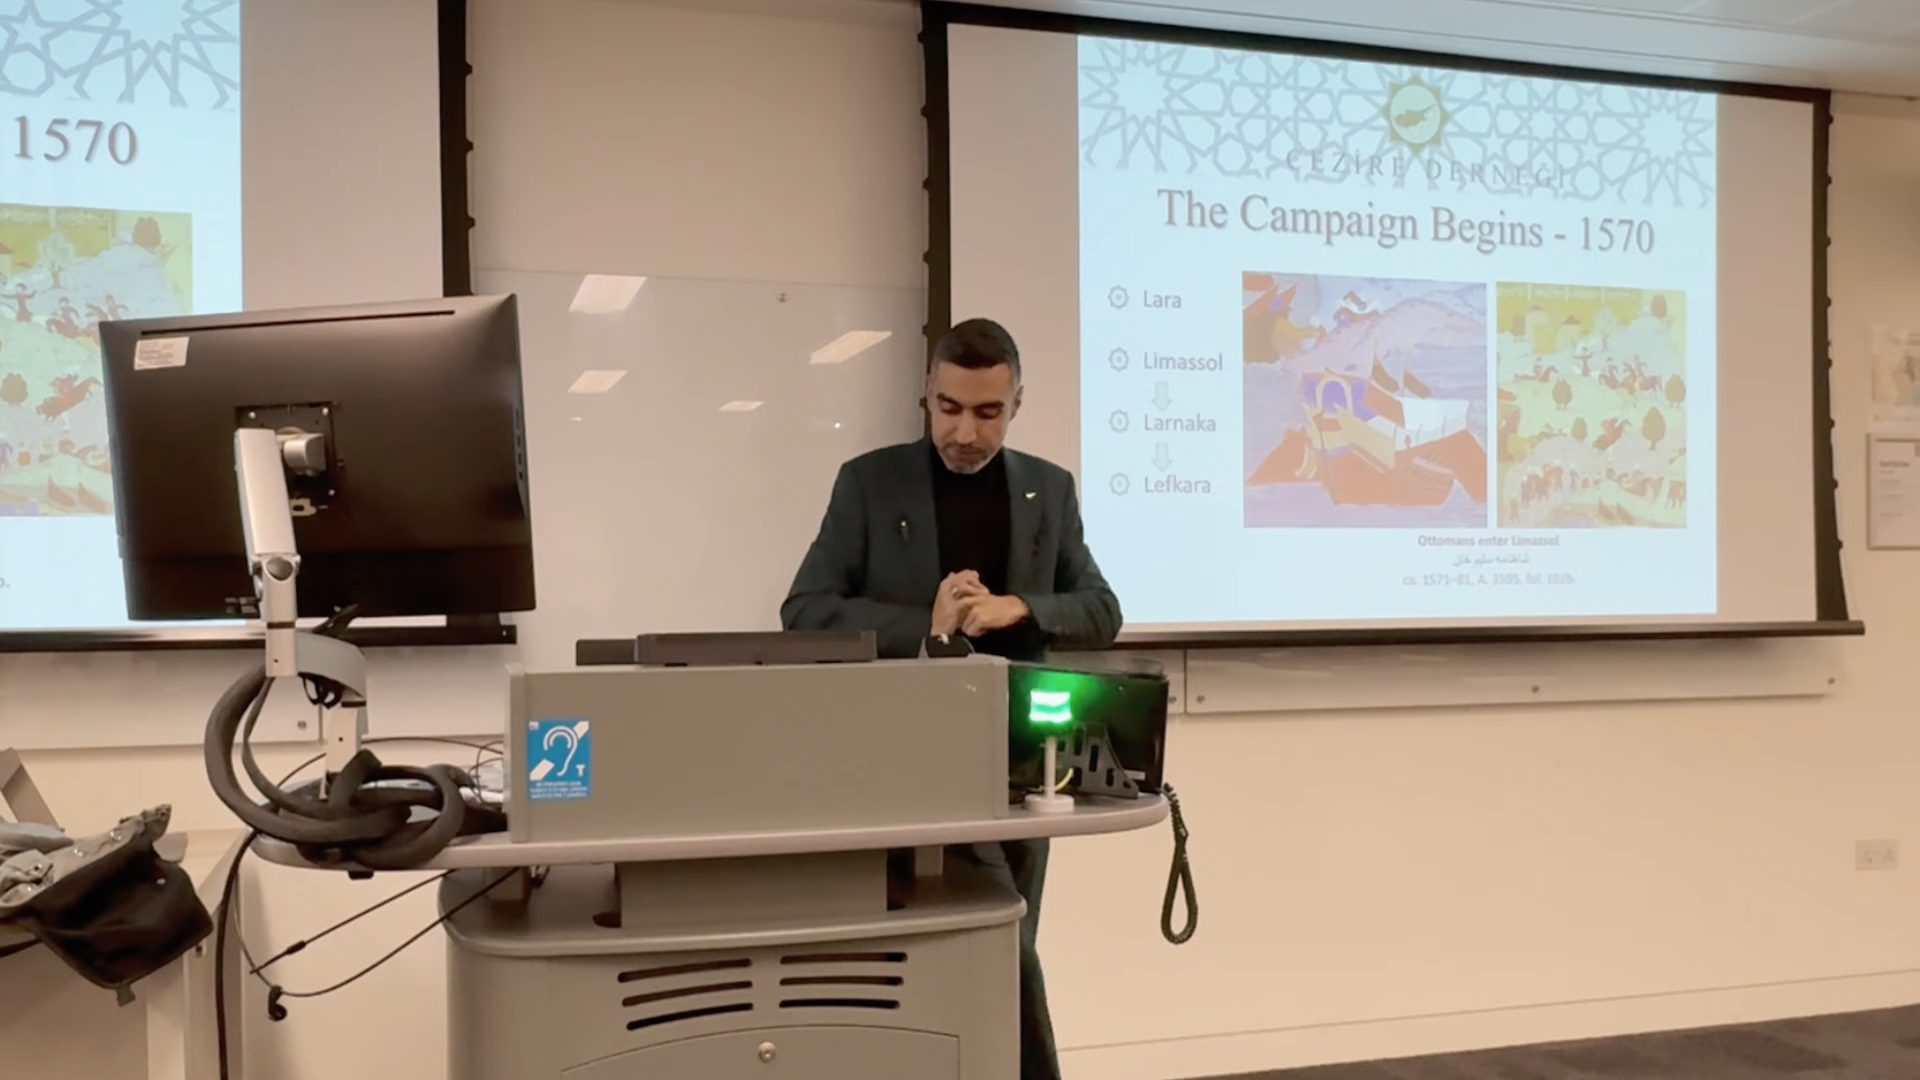 1570
CEZİRE DERNEĞİ
The Campaign Begins - 1570
Lara
Limassol
Larnaka
Lefkara
Ottomans enter Limassol
شاهنامه سليم خان
ca. 1571–81, A. 3595, fol. 102b
T